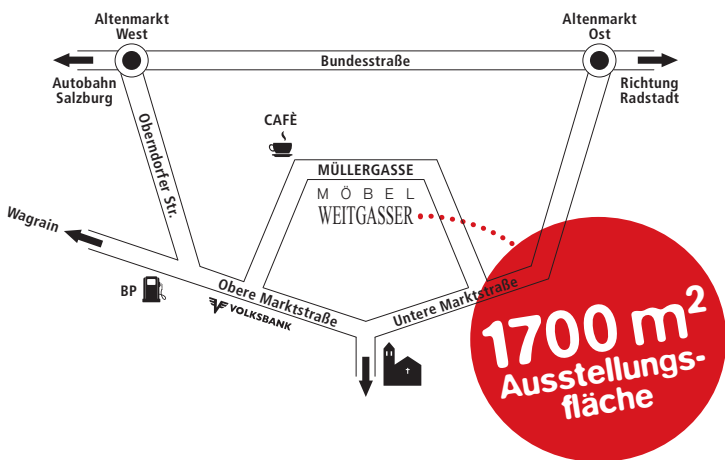 Altenmarkt
West
Altenmarkt
Ost
Bundesstraße
Autobahn
Salzburg
Richtung
Radstadt
Oberndorfer Str.
CAFÈ
MÜLLERGASSE
MÖBEL
WEITGASSER
Wagrain
BP
VOLKSBANK
Obere Marktstraße
Untere Marktstraße
1700 m²
Ausstellungs-
fläche